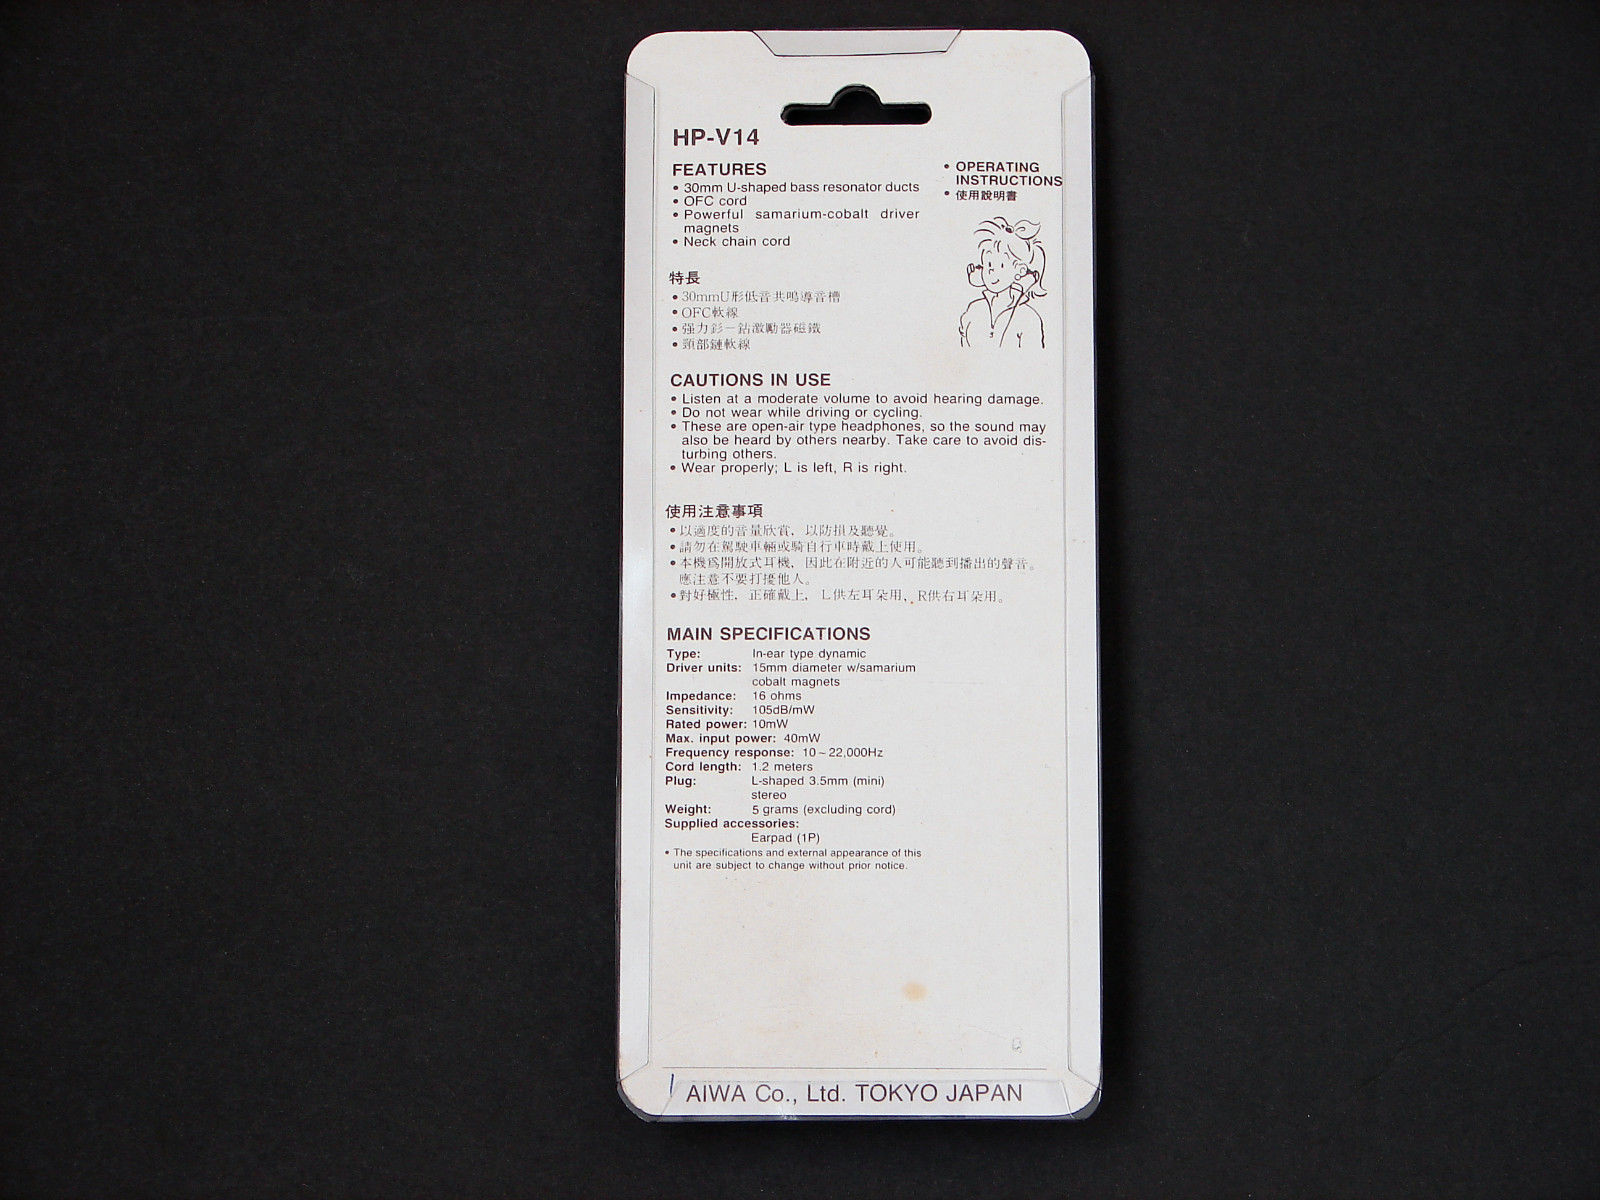 HP-V14
FEATURES
• 30mm U-shaped bass resonator ducts
• OFC cord
• Powerful samarium-cobalt driver
magnets
• Neck chain cord
• OPERATING
INSTRUCTIONS
• 使用說明書
特長
• 30mmU形低音共鳴導音槽
• OFC軟線
• 强力釤－鈷激勵器磁鐵
• 頸部鏈軟線
CAUTIONS IN USE
• Listen at a moderate volume to avoid hearing damage.
• Do not wear while driving or cycling.
• These are open-air type headphones, so the sound may
also be heard by others nearby. Take care to avoid dis-
turbing others.
• Wear properly; L is left, R is right.
使用注意事項
• 以適度的音量欣賞，以防損及聽覺。
• 請勿在駕駛車輛或騎自行車時戴上使用。
• 本機爲開放式耳機，因此在附近的人可能聽到播出的聲音。
應注意不要打擾他人。
• 對好極性，正確戴上，L供左耳朵用、R供右耳朵用。
MAIN SPECIFICATIONS
Type: In-ear type dynamic
Driver units: 15mm diameter w/samarium
cobalt magnets
Impedance: 16 ohms
Sensitivity: 105dB/mW
Rated power: 10mW
Max. input power: 40mW
Frequency response: 10~22,000Hz
Cord length: 1.2 meters
Plug: L-shaped 3.5mm (mini)
stereo
Weight: 5 grams (excluding cord)
Supplied accessories:
Earpad (1P)
• The specifications and external appearance of this
unit are subject to change without prior notice.
AIWA Co., Ltd. TOKYO JAPAN